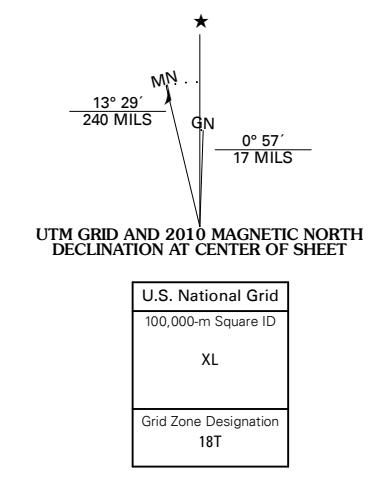 ★
MN
13° 29´
240 MILS
GN
0° 57´
17 MILS
UTM GRID AND 2010 MAGNETIC NORTH
DECLINATION AT CENTER OF SHEET
U.S. National Grid
100,000-m Square ID
XL
Grid Zone Designation
18T